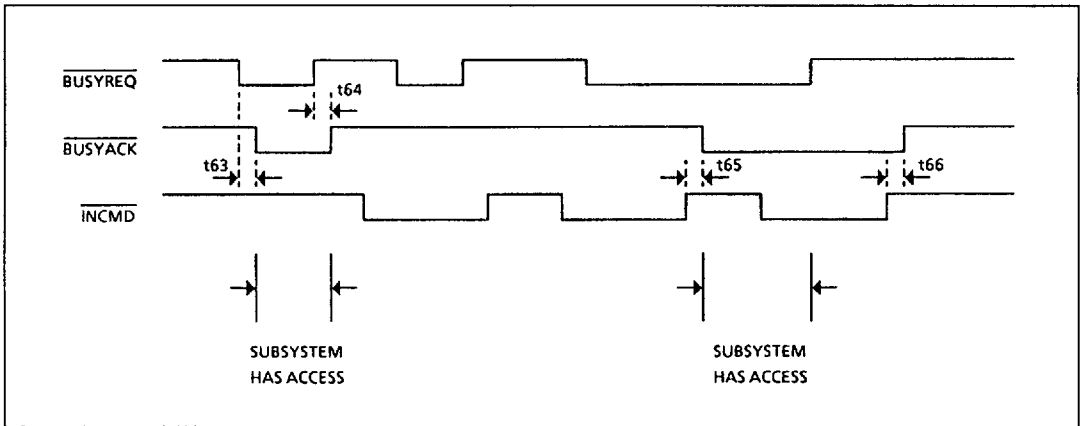 BUSYREQ
t64
BUSYACK
t63
t65
t66
INCMD
SUBSYSTEM
HAS ACCESS
SUBSYSTEM
HAS ACCESS